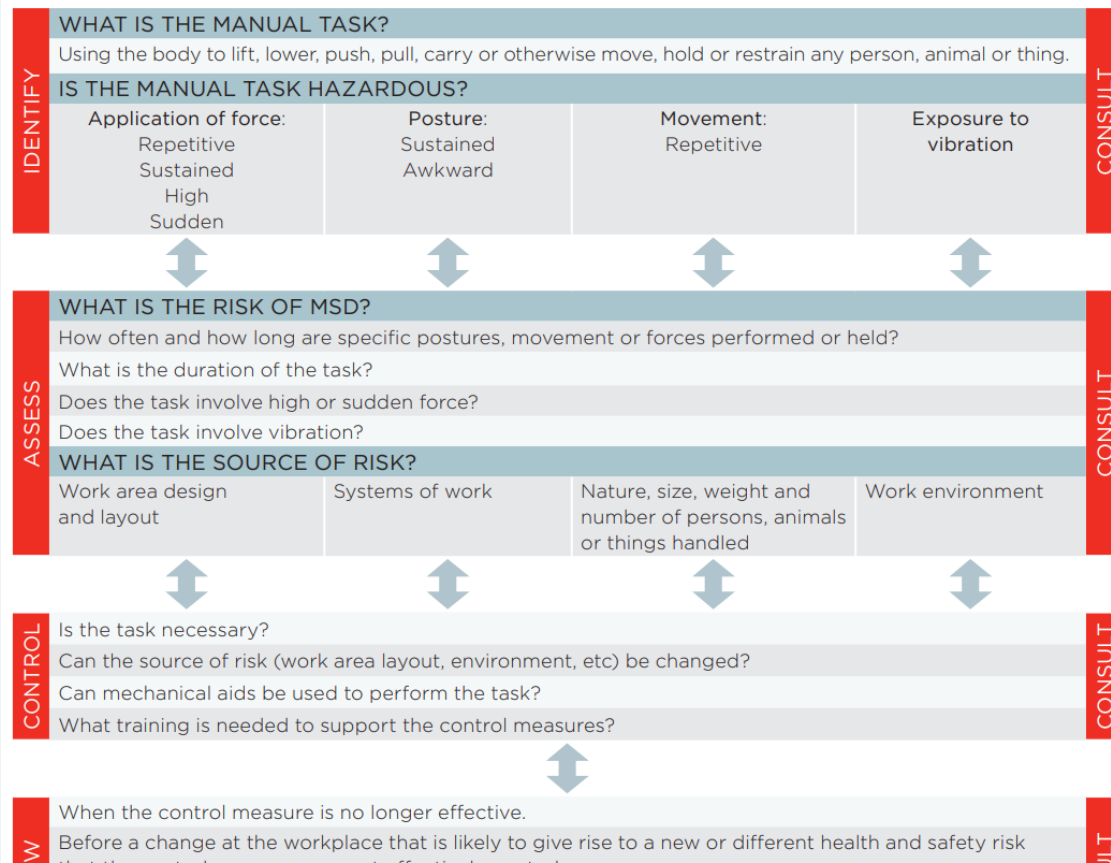 IDENTIFY
CONSULT
WHAT IS THE MANUAL TASK?
Using the body to lift, lower, push, pull, carry or otherwise move, hold or restrain any person, animal or thing.
IS THE MANUAL TASK HAZARDOUS?
Application of force:
Repetitive
Sustained
High
Sudden
Posture:
Sustained
Awkward
Movement:
Repetitive
Exposure to
vibration
ASSESS
CONSULT
WHAT IS THE RISK OF MSD?
How often and how long are specific postures, movement or forces performed or held?
What is the duration of the task?
Does the task involve high or sudden force?
Does the task involve vibration?
WHAT IS THE SOURCE OF RISK?
Work area design
and layout
Systems of work
Nature, size, weight and
number of persons, animals
or things handled
Work environment
CONTROL
CONSULT
Is the task necessary?
Can the source of risk (work area layout, environment, etc) be changed?
Can mechanical aids be used to perform the task?
What training is needed to support the control measures?
When the control measure is no longer effective.
Before a change at the workplace that is likely to give rise to a new or different health and safety risk